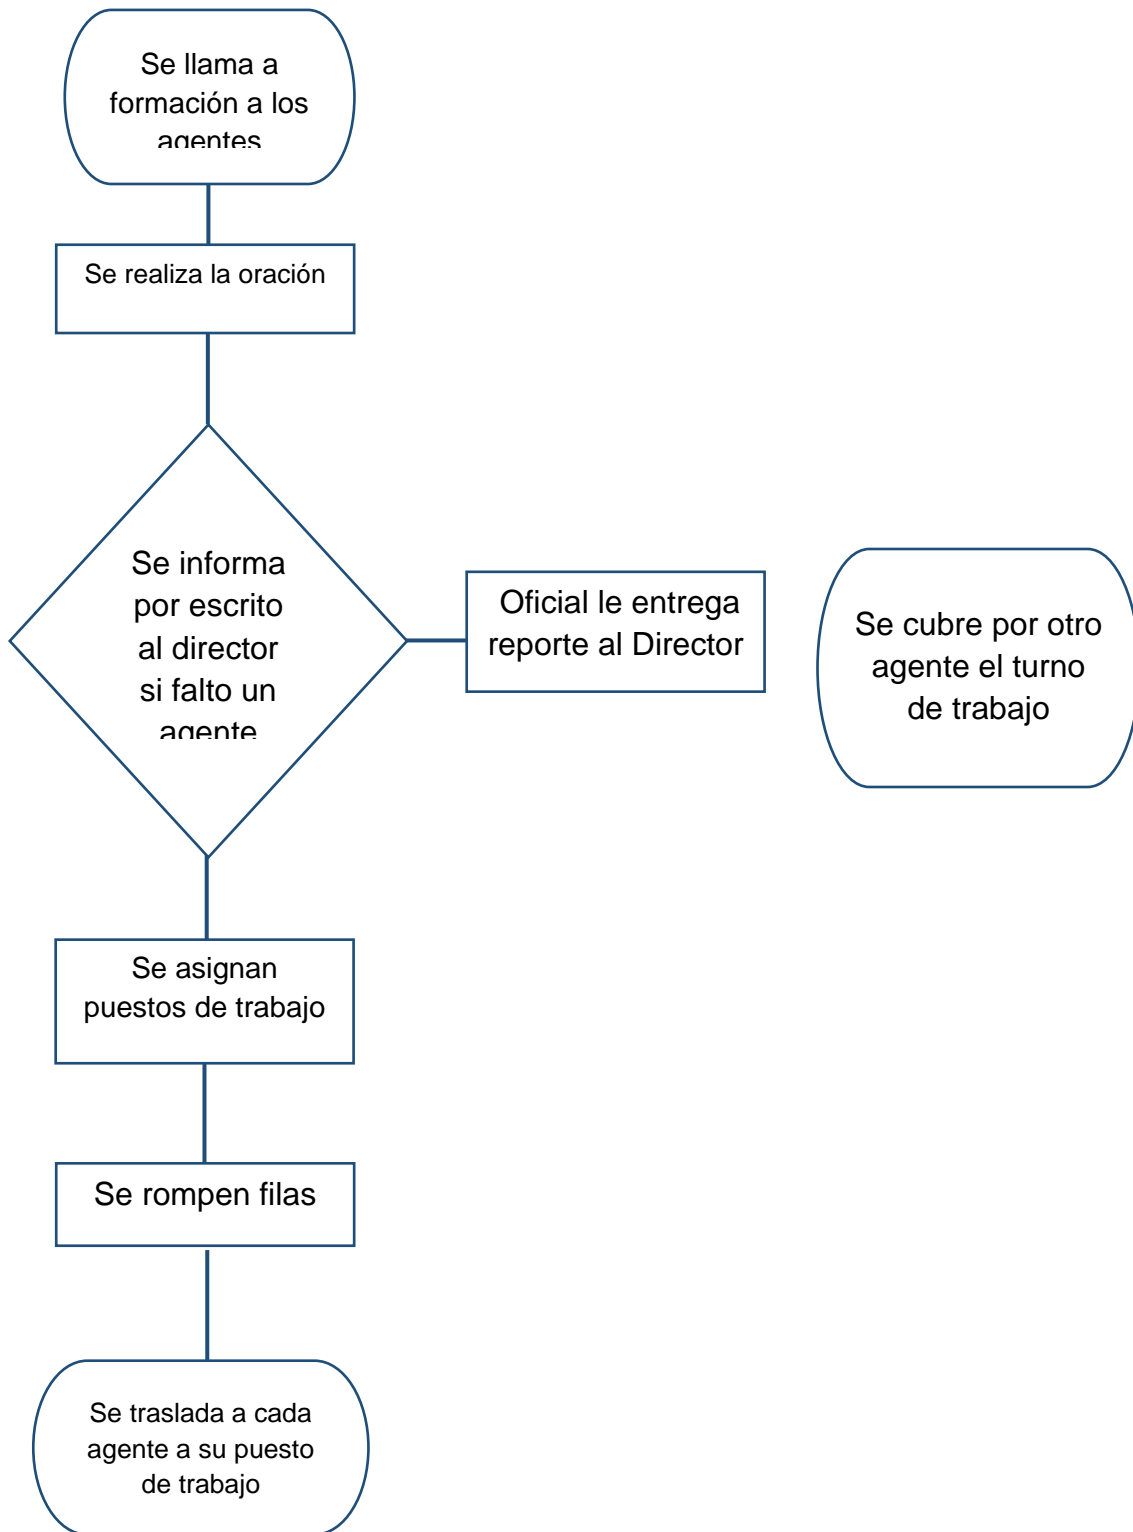 Se llama a
formación a los
agentes
Se realiza la oración
Se informa
por escrito
al director
si falto un
agente
Oficial le entrega
reporte al Director
Se cubre por otro
agente el turno
de trabajo
Se asignan
puestos de trabajo
Se rompen filas
Se traslada a cada
agente a su puesto
de trabajo